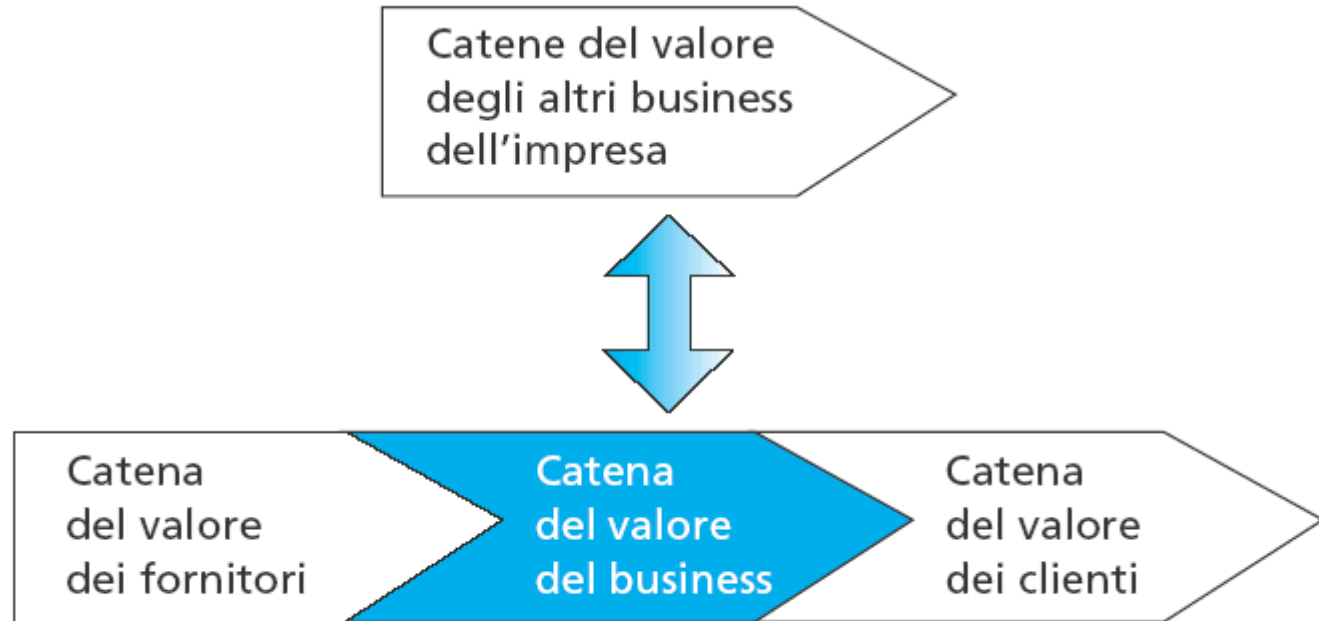 Catene del valore
degli altri business
dell'impresa
Catena
del valore
dei fornitori
Catena
del valore
del business
Catena
del valore
dei clienti